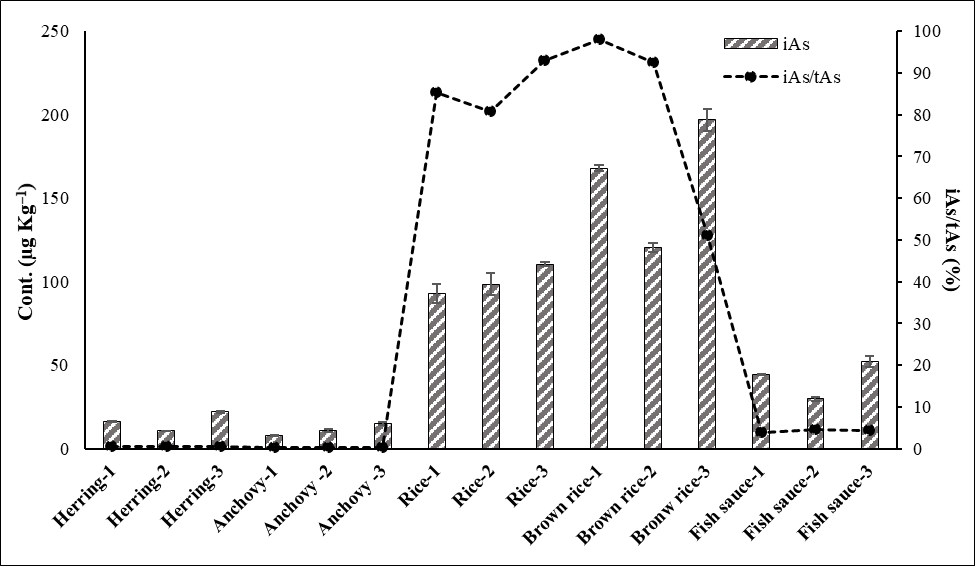 250
200
150
100
50
0
Cont. (µg Kg⁻¹)
100
90
80
70
60
50
40
30
20
10
0
iAs/tAs (%)
iAs
iAs/tAs
Herring-1
Herring-2
Herring-3
Anchovy-1
Anchovy -2
Anchovy -3
Rice-1
Rice-2
Rice-3
Brown rice-1
Brown rice-2
Bronw rice-3
Fish sauce-1
Fish sauce-2
Fish sauce-3